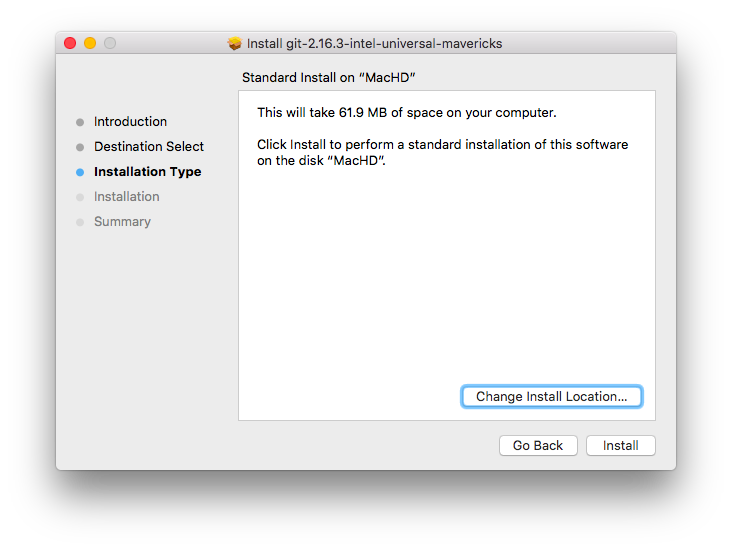 Install git-2.16.3-intel-universal-mavericks
Standard Install on “MacHD”
Introduction
Destination Select
Installation Type
Installation
Summary
This will take 61.9 MB of space on your computer.
Click Install to perform a standard installation of this software
on the disk “MacHD”.
Change Install Location...
Go Back
Install